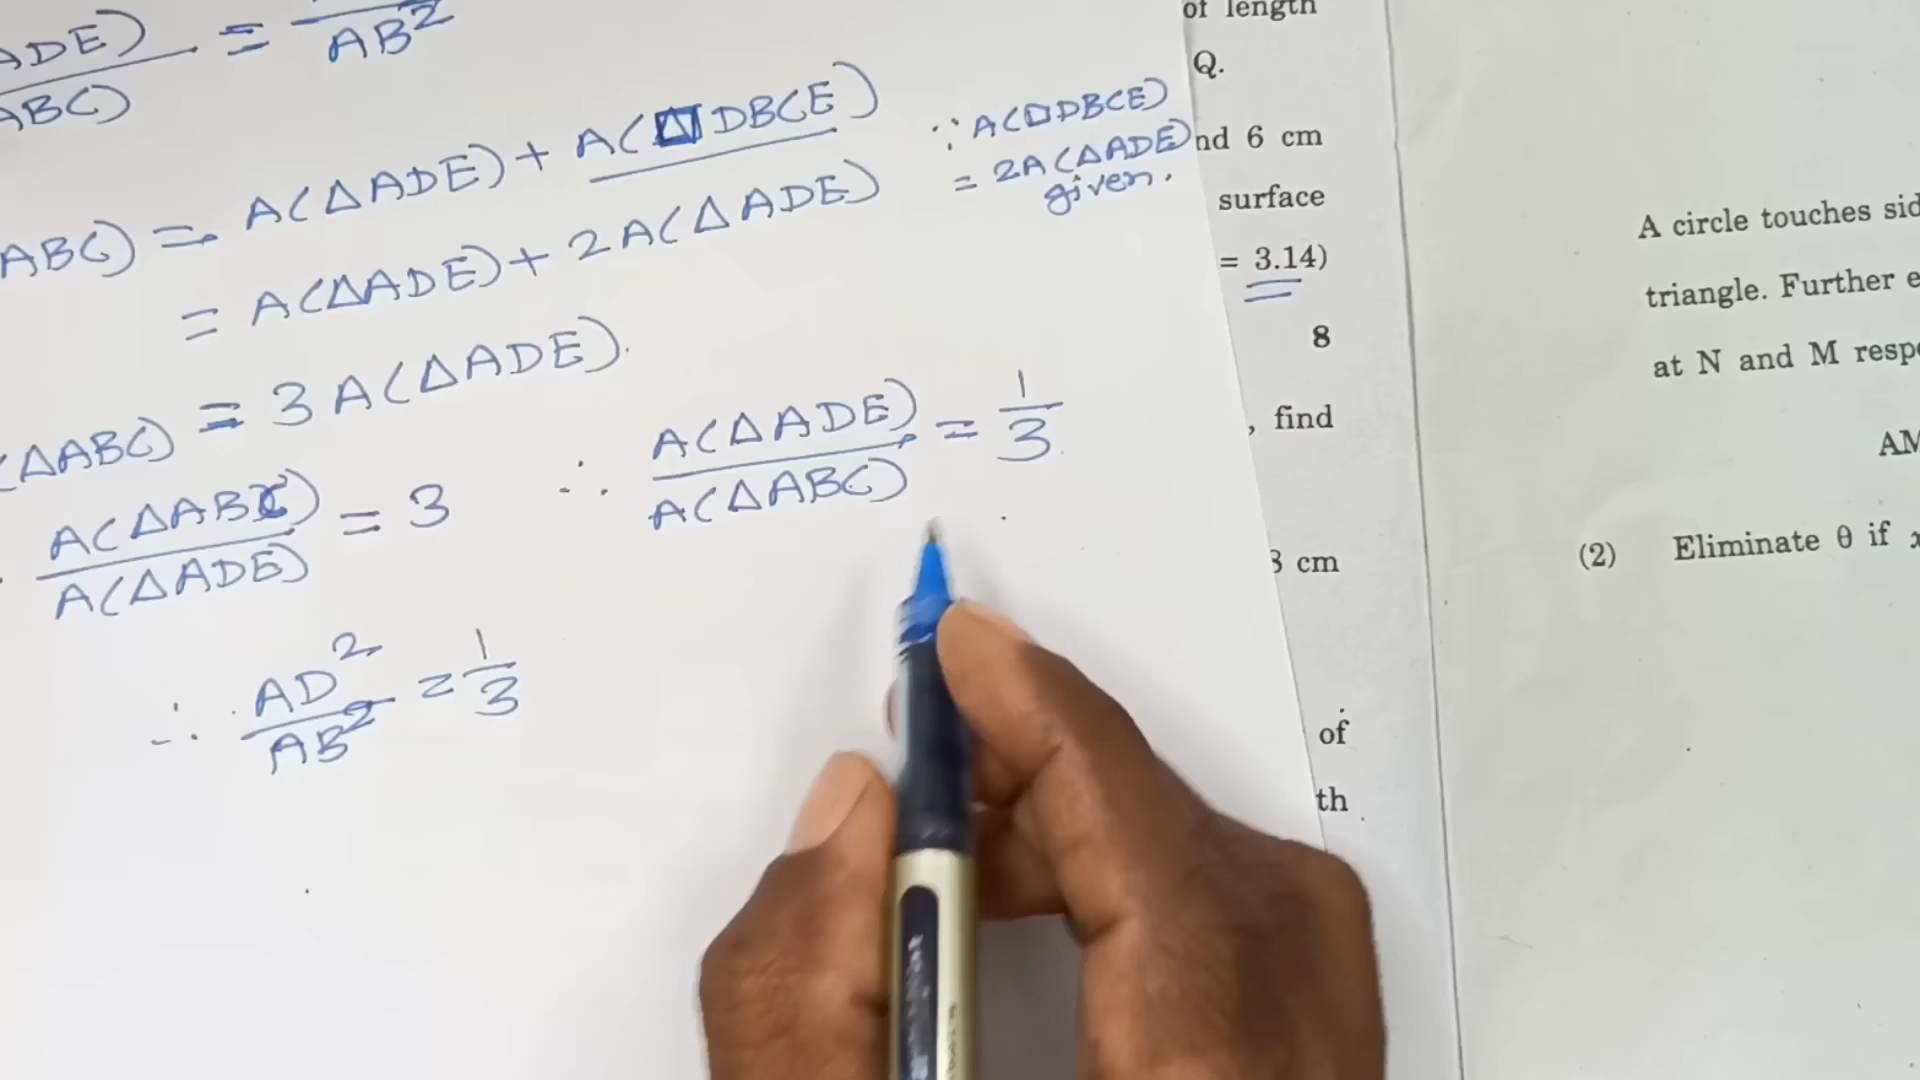 ADE) / ABC) = AB²
ABC) = A(△ADE) + A(□DBCE)
∵ A(□DBCE)
= 2A(△ADE)
given.
= A(△ADE) + 2A(△ADE)
(△ABC) = 3A(△ADE).
A(△ABC) / A(△ADE) = 3
∴ A(△ADE) / A(△ABC) = 1/3
∴ AD² / AB² = 1/3
of length
Q.
nd 6 cm
surface
= 3.14)
8
, find
3 cm
of
th
A circle touches sid
triangle. Further e
at N and M resp
AM
(2) Eliminate θ if x